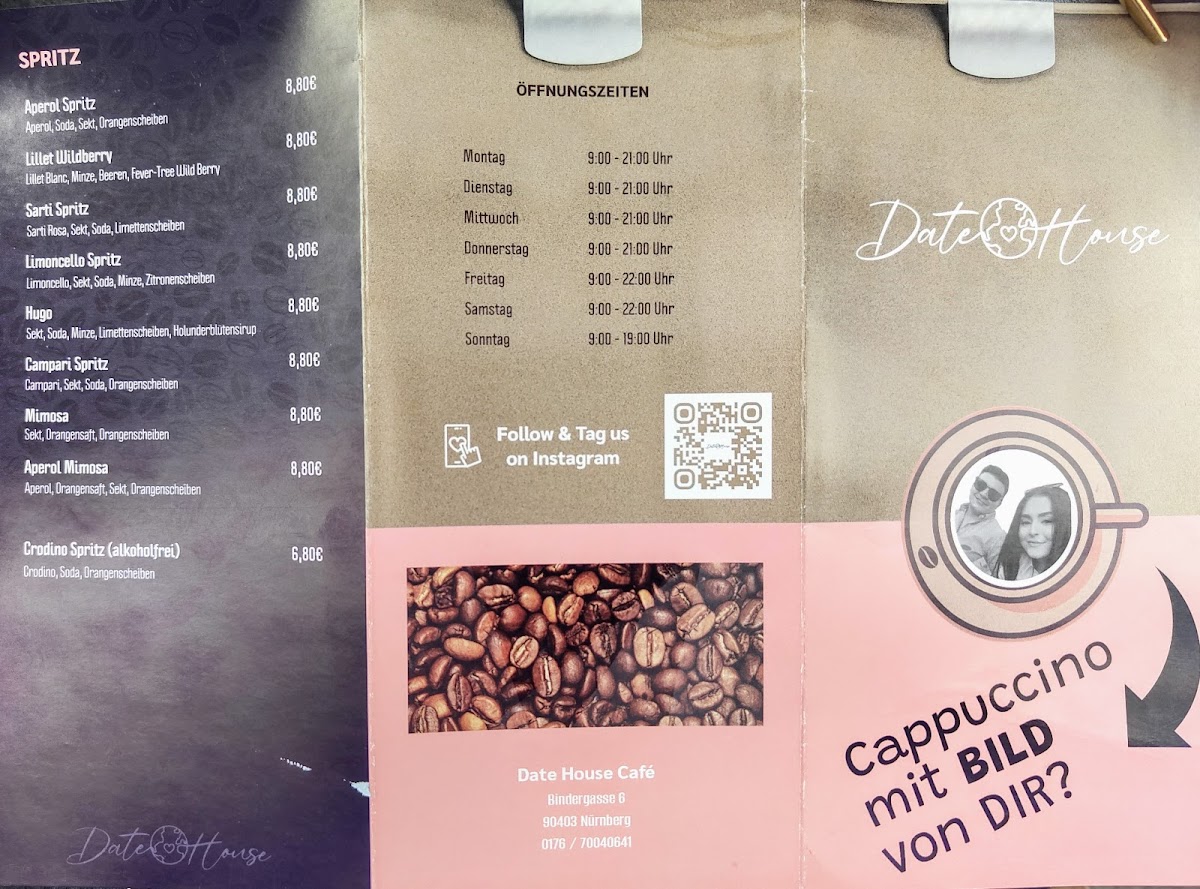 SPRITZ
Aperol Spritz 8,80€
Aperol, Soda, Sekt, Orangenscheiben
Lillet Wildberry 8,80€
Lillet Blanc, Minze, Beeren, Fever-Tree Wild Berry
Sarti Spritz 8,80€
Sarti Rosa, Sekt, Soda, Limettenscheiben
Limoncello Spritz 8,80€
Limoncello, Sekt, Soda, Minze, Zitronenscheiben
Hugo 8,80€
Sekt, Soda, Minze, Limettenscheiben, Holunderblütensirup
Campari Spritz 8,80€
Campari, Sekt, Soda, Orangenscheiben
Mimosa 8,80€
Sekt, Orangensaft, Orangenscheiben
Aperol Mimosa 8,80€
Aperol, Orangensaft, Sekt, Orangenscheiben
Crodino Spritz (alkoholfrei) 6,80€
Crodino, Soda, Orangenscheiben
Date House
ÖFFNUNGSZEITEN
Montag 9:00 - 21:00 Uhr
Dienstag 9:00 - 21:00 Uhr
Mittwoch 9:00 - 21:00 Uhr
Donnerstag 9:00 - 21:00 Uhr
Freitag 9:00 - 22:00 Uhr
Samstag 9:00 - 22:00 Uhr
Sonntag 9:00 - 19:00 Uhr
Follow & Tag us
on Instagram
Date House Café
Bindergasse 6
90403 Nürnberg
0176 / 70040641
Date House
Cappuccino
mit BILD
von DIR?